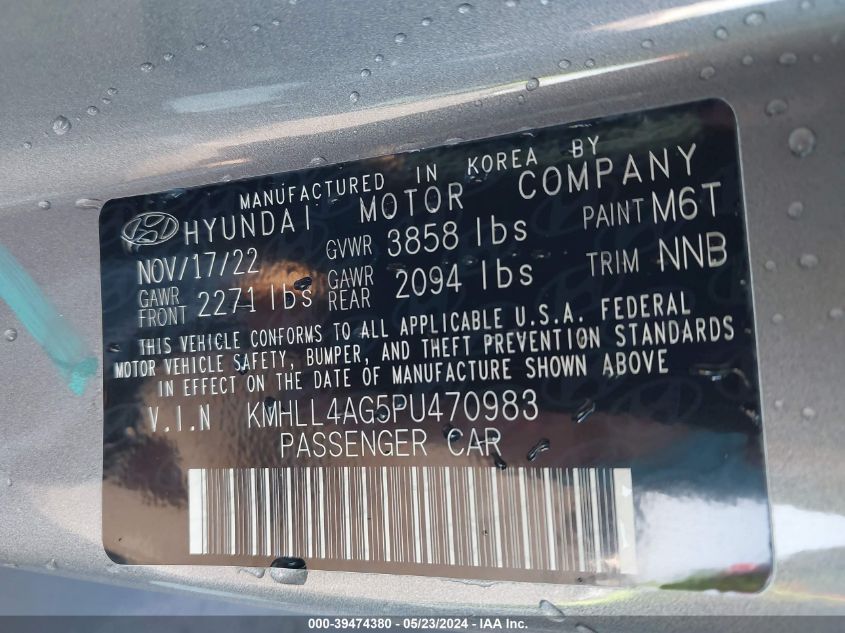 MANUFACTURED IN KOREA BY
HYUNDAI MOTOR COMPANY
NOV/17/22 GVWR 3858 lbs PAINT M6T
GAWR FRONT 2271 lbs GAWR REAR 2094 lbs TRIM NNB
THIS VEHICLE CONFORMS TO ALL APPLICABLE U.S.A. FEDERAL
MOTOR VEHICLE SAFETY, BUMPER, AND THEFT PREVENTION STANDARDS
IN EFFECT ON THE DATE OF MANUFACTURE SHOWN ABOVE
V.I.N KMHLL4AG5PU470983
PASSENGER CAR
000-39474380 - 05/23/2024 - IAA Inc.